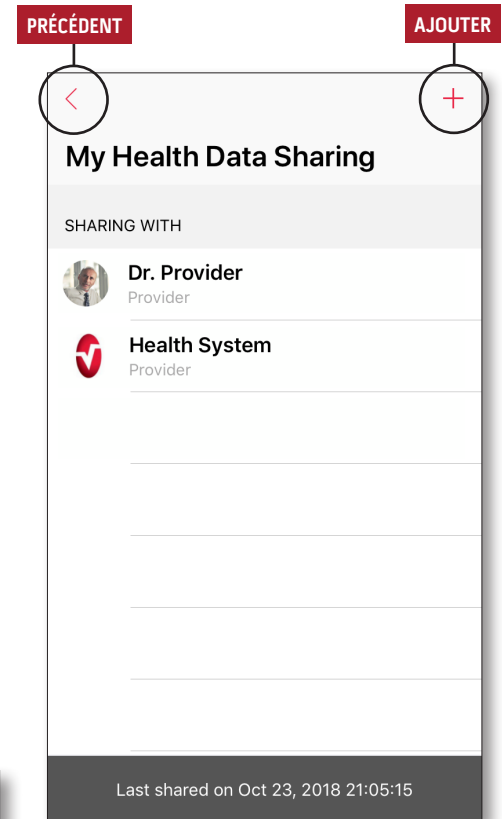 PRÉCÉDENT
AJOUTER
My Health Data Sharing
SHARING WITH
Dr. Provider
Provider
Health System
Provider
Last shared on Oct 23, 2018 21:05:15